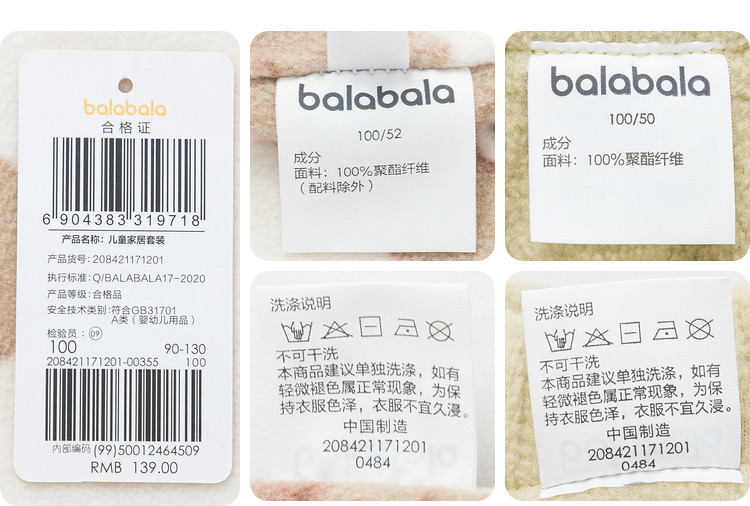 balabala
合格证
6 904383 319718
产品名称: 儿童家居套装
产品货号: 208421171201
执行标准: Q/BALABALA17-2020
产品等级: 合格品
安全技术类别: 符合GB31701
A类（婴幼儿用品）
检验员: 09
100 90-130
208421171201-00355 100
内部编码 (99)50012464509
RMB 139.00
balabala
100/52
成分
面料: 100%聚酯纤维
（配料除外）
balabala
100/50
成分
面料: 100%聚酯纤维
洗涤说明
不可干洗
本商品建议单独洗涤，如有
轻微褪色属正常现象，为保
持衣服色泽，衣服不宜久浸。
中国制造
208421171201
0484
洗涤说明
不可干洗
本商品建议单独洗涤，如有
轻微褪色属正常现象，为保
持衣服色泽，衣服不宜久浸。
中国制造
208421171201
0484